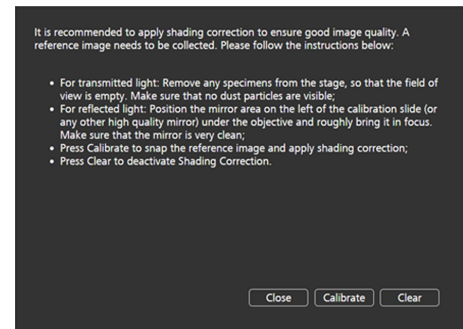 It is recommended to apply shading correction to ensure good image quality. A
reference image needs to be collected. Please follow the instructions below:
• For transmitted light: Remove any specimens from the stage, so that the field of
view is empty. Make sure that no dust particles are visible;
• For reflected light: Position the mirror area on the left of the calibration slide (or
any other high quality mirror) under the objective and roughly bring it in focus.
Make sure that the mirror is very clean;
• Press Calibrate to snap the reference image and apply shading correction;
• Press Clear to deactivate Shading Correction.
Close Calibrate Clear